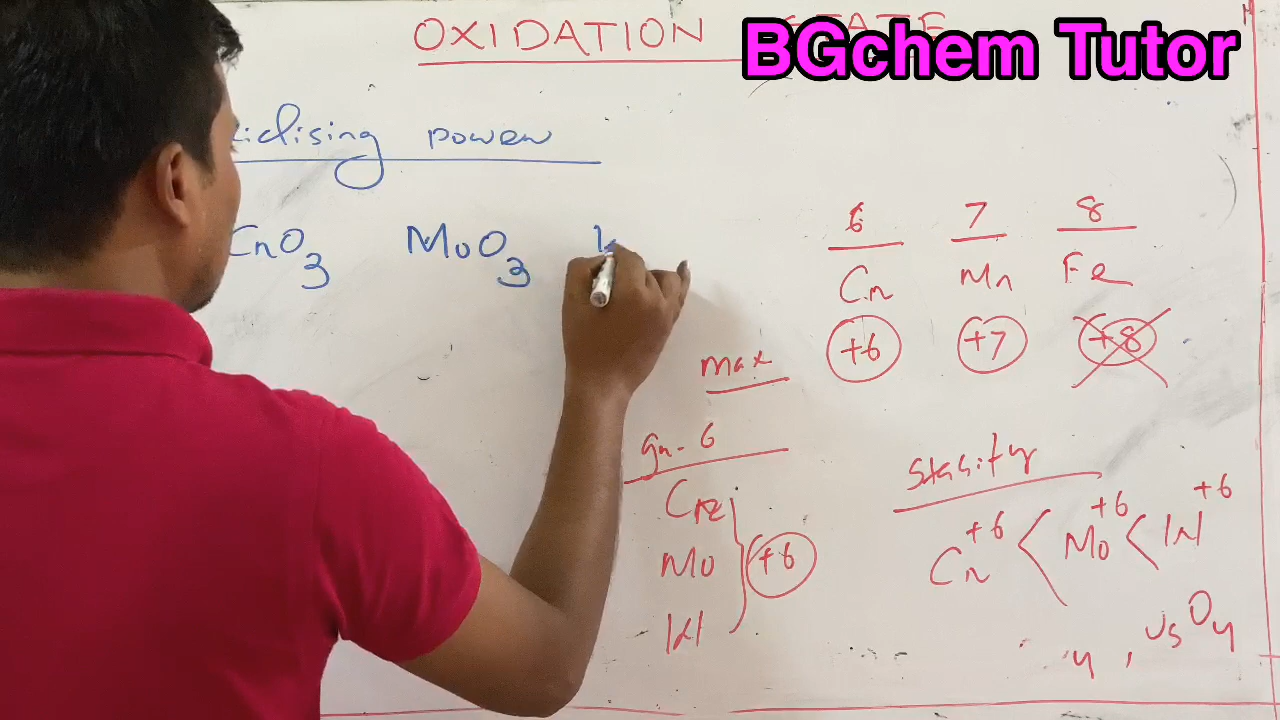 OXIDATION
BGchem Tutor
idising power
CrO3 MoO3
6 7 8
Cr Mn Fe
max +6 +7 +8
gr-6
Cr
Mo +6
W
Cr+6 < Mo+6 < W+6
OsO4